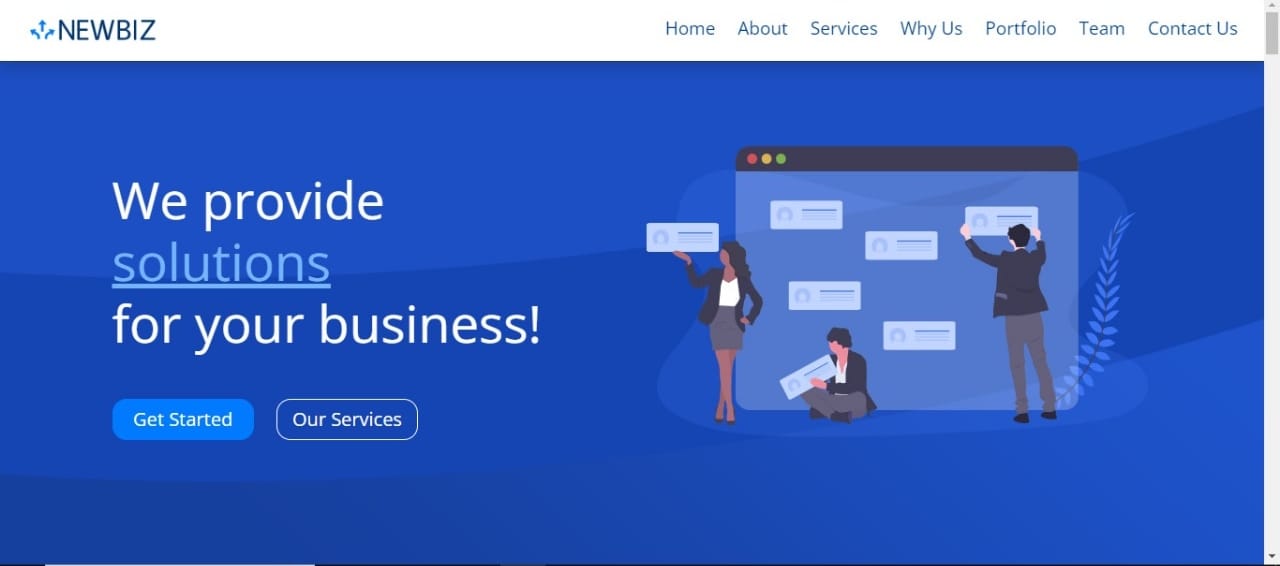 NEWBIZ
Home About Services Why Us Portfolio Team Contact Us
We provide
solutions
for your business!
Get Started Our Services